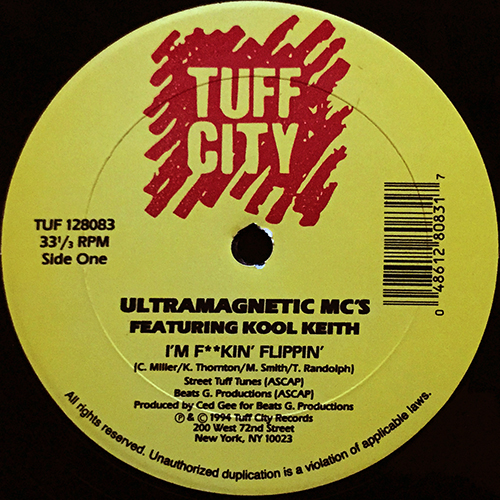 TUFF
CITY
TUF 128083
33⅓ RPM
Side One
0 48612 80831 7
ULTRAMAGNETIC MC'S
FEATURING KOOL KEITH
I'M F**KIN' FLIPPIN'
(C. Miller/K. Thornton/M. Smith/T. Randolph)
Street Tuff Tunes (ASCAP)
Beats G. Productions (ASCAP)
Produced by Ced Gee for Beats G. Productions
℗ & © 1994 Tuff City Records
200 West 72nd Street
New York, NY 10023
All rights reserved. Unauthorized duplication is a violation of applicable laws.